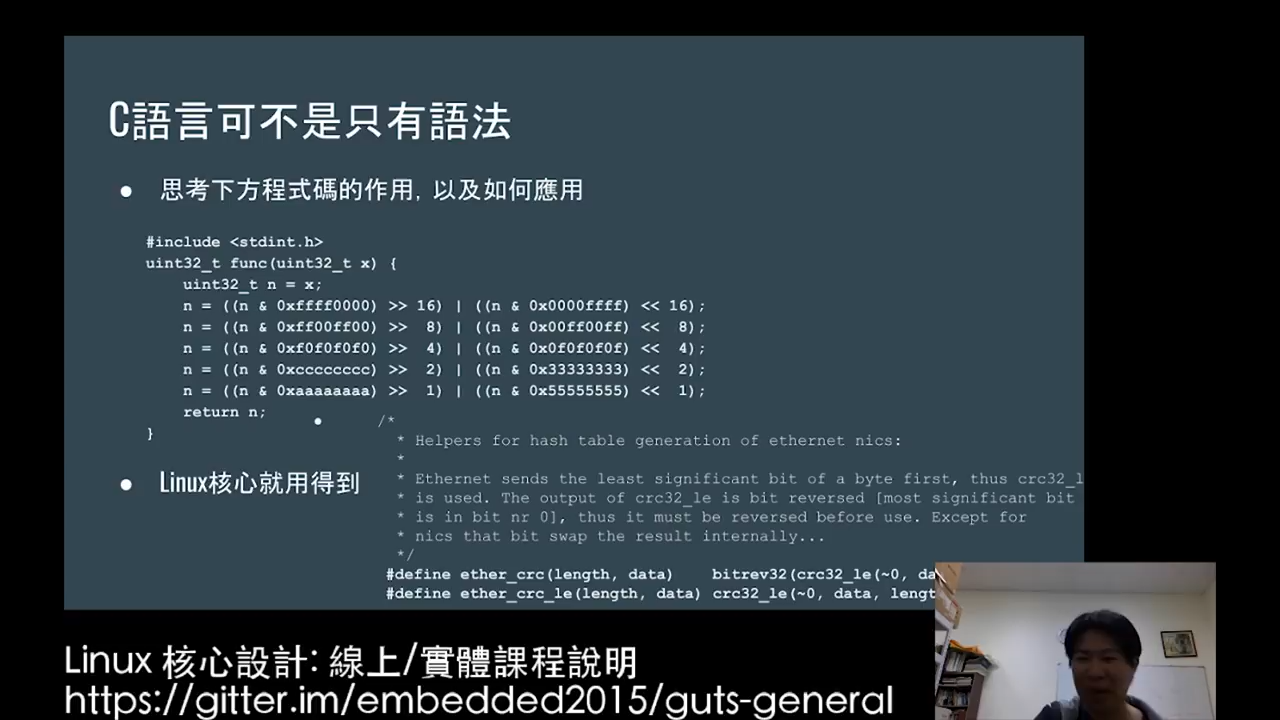 C語言可不是只有語法
● 思考下方程式碼的作用, 以及如何應用
#include <stdint.h>
uint32_t func(uint32_t x) {
    uint32_t n = x;
    n = ((n & 0xffff0000) >> 16) | ((n & 0x0000ffff) << 16);
    n = ((n & 0xff00ff00) >>  8) | ((n & 0x00ff00ff) <<  8);
    n = ((n & 0xf0f0f0f0) >>  4) | ((n & 0x0f0f0f0f) <<  4);
    n = ((n & 0xcccccccc) >>  2) | ((n & 0x33333333) <<  2);
    n = ((n & 0xaaaaaaaa) >>  1) | ((n & 0x55555555) <<  1);
    return n;
}
● Linux核心就用得到
/*
 * Helpers for hash table generation of ethernet nics:
 *
 * Ethernet sends the least significant bit of a byte first, thus crc32_l
 * is used. The output of crc32_le is bit reversed [most significant bit
 * is in bit nr 0], thus it must be reversed before use. Except for
 * nics that bit swap the result internally...
 */
#define ether_crc(length, data)    bitrev32(crc32_le(~0, da
#define ether_crc_le(length, data) crc32_le(~0, data, lengt
Linux 核心設計: 線上/實體課程說明
https://gitter.im/embedded2015/guts-general